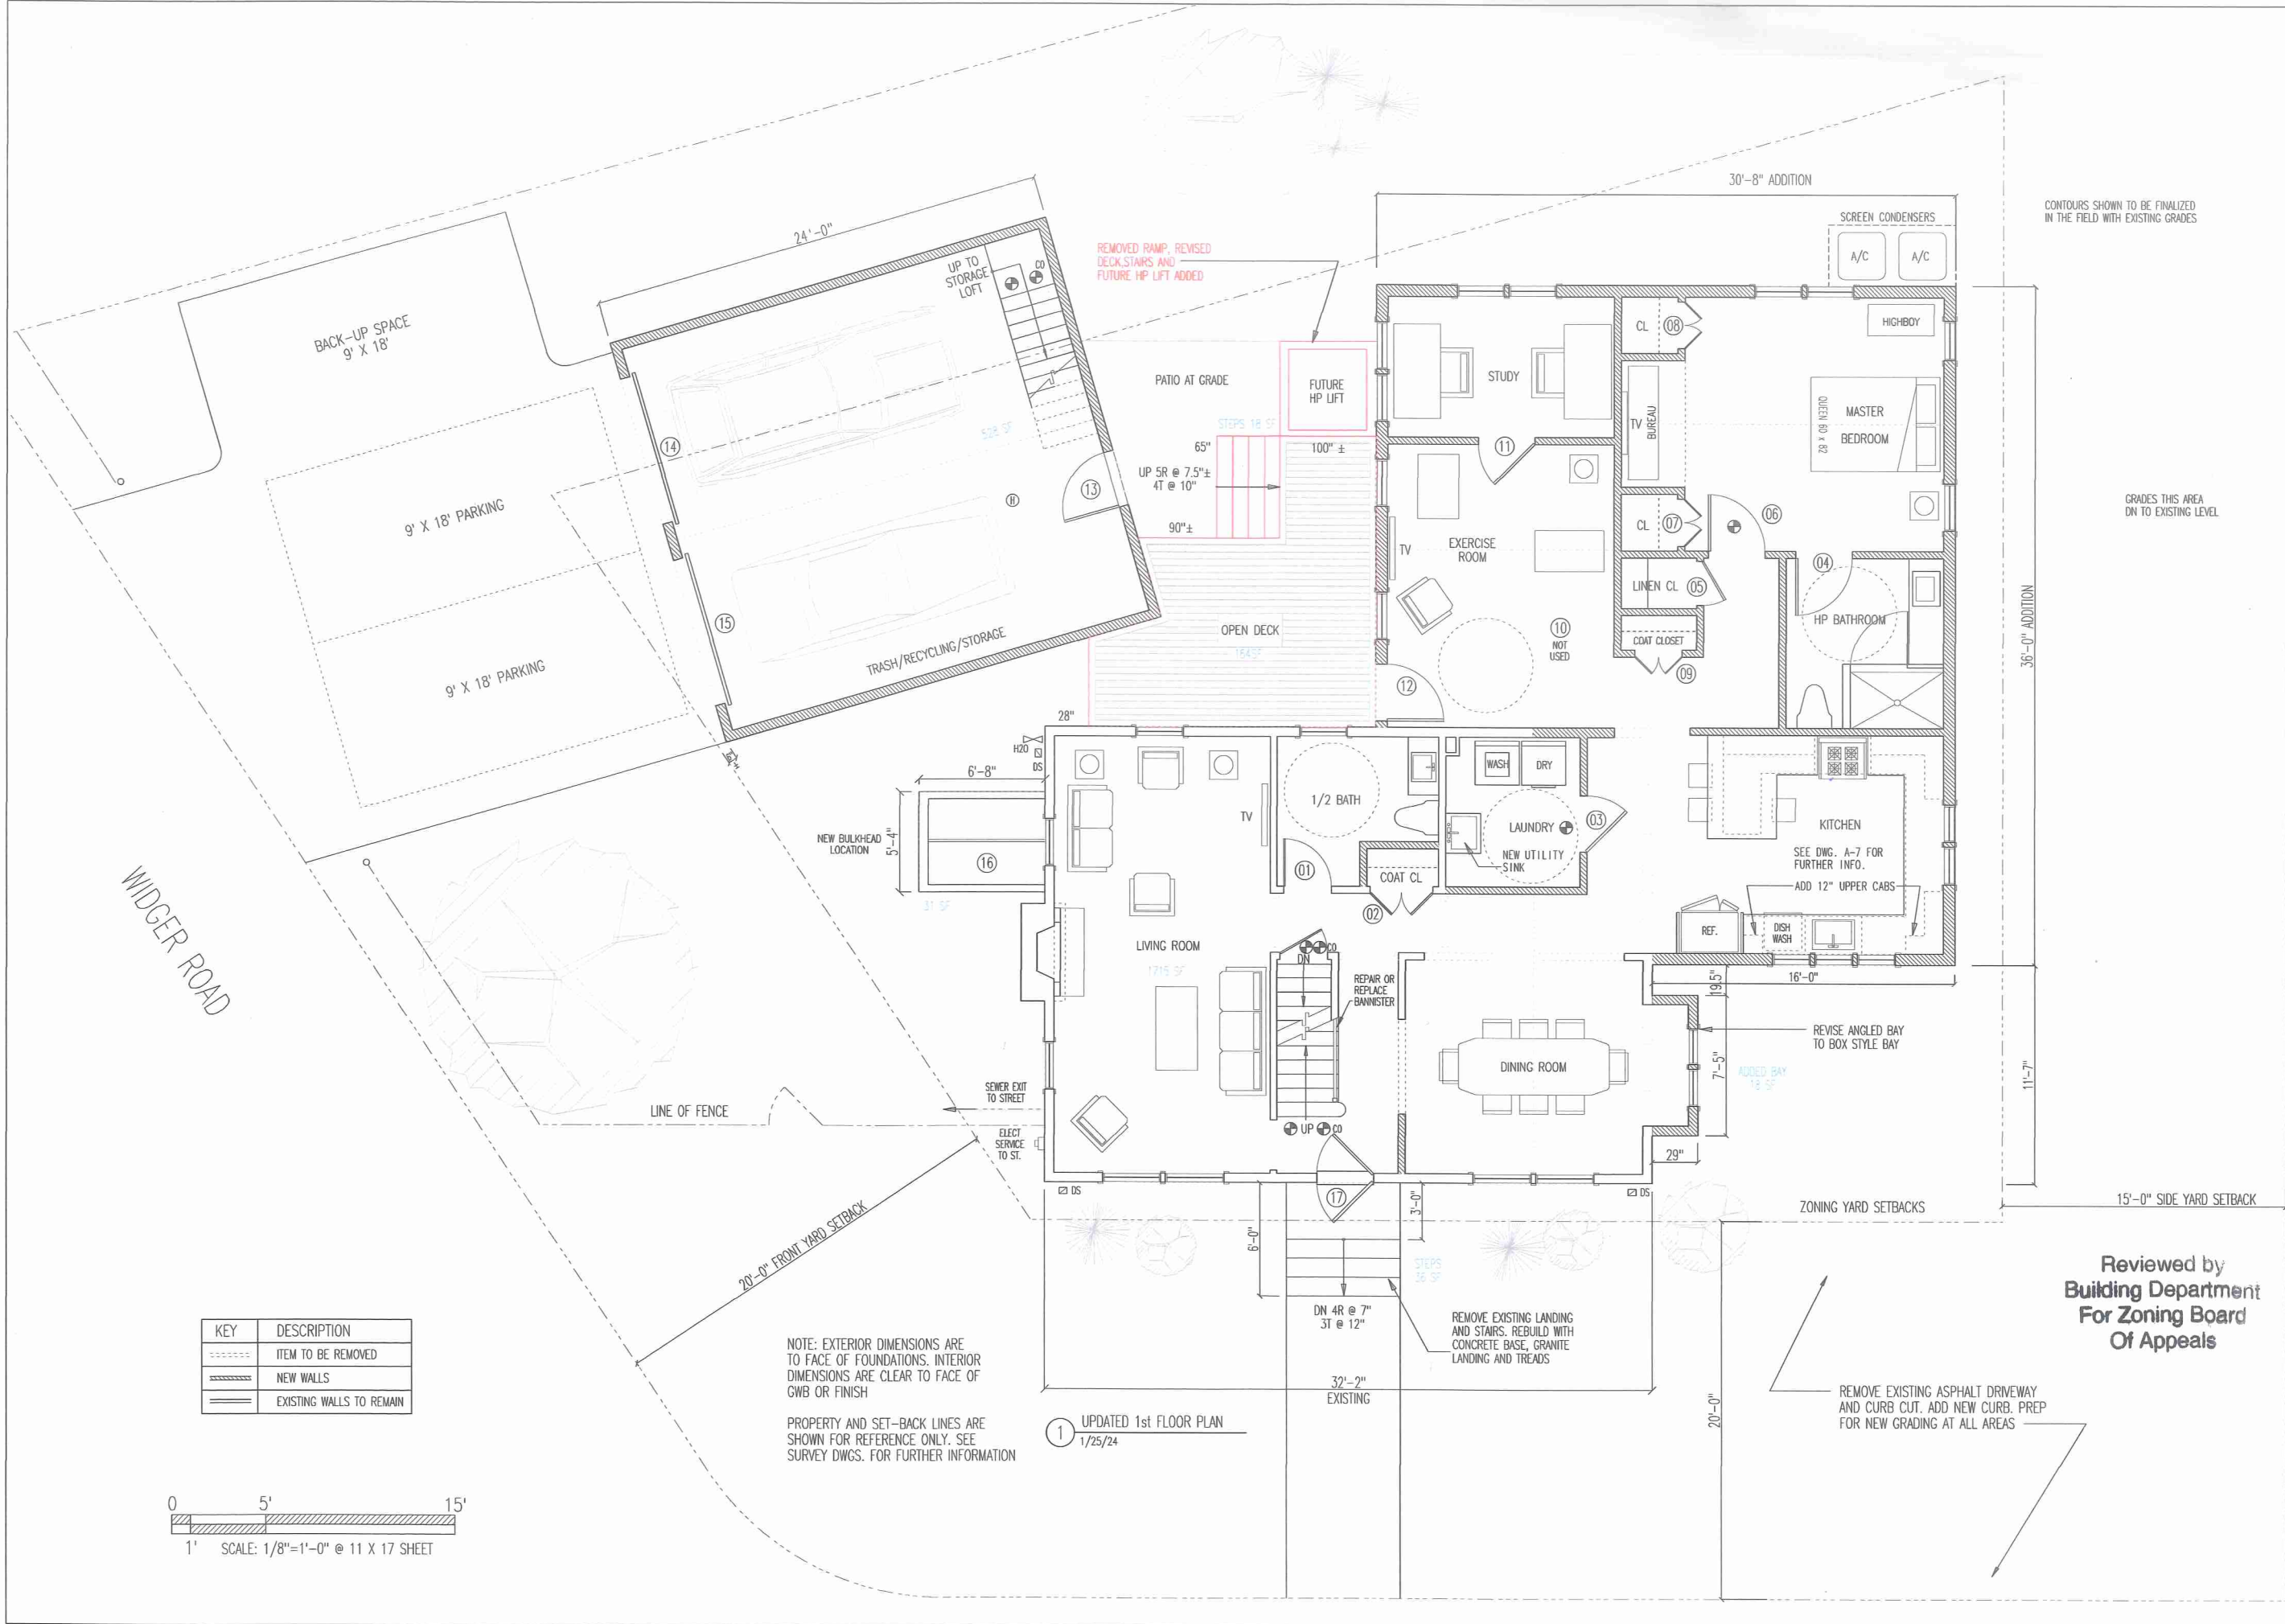 30'-8" ADDITION
SCREEN CONDENSERS
A/C
A/C
CONTOURS SHOWN TO BE FINALIZED
IN THE FIELD WITH EXISTING GRADES
24'-0"
UP TO
STORAGE
LOFT
CO
REMOVED RAMP, REVISED
DECK,STAIRS AND
FUTURE HP LIFT ADDED
BACK-UP SPACE
9' X 18'
CL
08
HIGHBOY
PATIO AT GRADE
FUTURE
HP LIFT
STUDY
TV
BUREAU
QUEEN 60 x 82
MASTER
BEDROOM
14
528 SF
STEPS 18 SF
65"
100" ±
11
UP 5R @ 7.5"±
4T @ 10"
13
H
90"±
9' X 18' PARKING
TV
EXERCISE
ROOM
CL
07
06
GRADES THIS AREA
DN TO EXISTING LEVEL
04
LINEN CL
05
15
OPEN DECK
164SF
10
NOT
USED
COAT CLOSET
HP BATHROOM
36'-0" ADDITION
TRASH/RECYCLING/STORAGE
9' X 18' PARKING
12
09
28"
H2O
DS
6'-8"
WASH
DRY
TV
1/2 BATH
LAUNDRY
03
KITCHEN
NEW BULKHEAD
LOCATION
5'-4"
16
NEW UTILITY
SINK
SEE DWG. A-7 FOR
FURTHER INFO.
01
COAT CL
ADD 12" UPPER CABS
31 SF
02
WIDGER ROAD
LIVING ROOM
1715 SF
CO
DN
REF.
DISH
WASH
REPAIR OR
REPLACE
BANNISTER
19.5"
16'-0"
REVISE ANGLED BAY
TO BOX STYLE BAY
DINING ROOM
7'-5"
ADDED BAY
18 SF
11'-7"
SEWER EXIT
TO STREET
LINE OF FENCE
ELECT
SERVICE
TO ST.
UP
CO
29"
DS
17
DS
3'-0"
6'-0"
ZONING YARD SETBACKS
15'-0" SIDE YARD SETBACK
20'-0" FRONT YARD SETBACK
STEPS
36 SF
Reviewed by
Building Department
For Zoning Board
Of Appeals
DN 4R @ 7"
3T @ 12"
REMOVE EXISTING LANDING
AND STAIRS. REBUILD WITH
CONCRETE BASE, GRANITE
LANDING AND TREADS
KEY DESCRIPTION
ITEM TO BE REMOVED
NEW WALLS
EXISTING WALLS TO REMAIN
NOTE: EXTERIOR DIMENSIONS ARE
TO FACE OF FOUNDATIONS. INTERIOR
DIMENSIONS ARE CLEAR TO FACE OF
GWB OR FINISH
32'-2"
EXISTING
20'-0"
REMOVE EXISTING ASPHALT DRIVEWAY
AND CURB CUT. ADD NEW CURB. PREP
FOR NEW GRADING AT ALL AREAS
PROPERTY AND SET-BACK LINES ARE
SHOWN FOR REFERENCE ONLY. SEE
SURVEY DWGS. FOR FURTHER INFORMATION
1
UPDATED 1st FLOOR PLAN
1/25/24
0 5' 15'
1' SCALE: 1/8"=1'-0" @ 11 X 17 SHEET